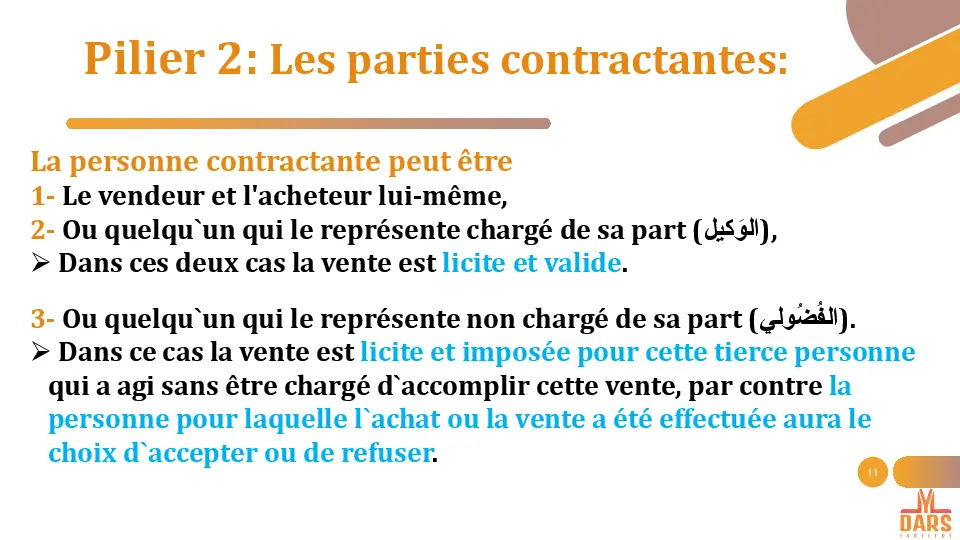 Pilier 2: Les parties contractantes:
La personne contractante peut être
1- Le vendeur et l'acheteur lui-même,
2- Ou quelqu`un qui le représente chargé de sa part (الوَكيل),
➢ Dans ces deux cas la vente est licite et valide.
3- Ou quelqu`un qui le représente non chargé de sa part (الفُضُولي).
➢ Dans ce cas la vente est licite et imposée pour cette tierce personne
qui a agi sans être chargé d`accomplir cette vente, par contre la
personne pour laquelle l`achat ou la vente a été effectuée aura le
choix d`accepter ou de refuser.
11
DARS
INSTITUT